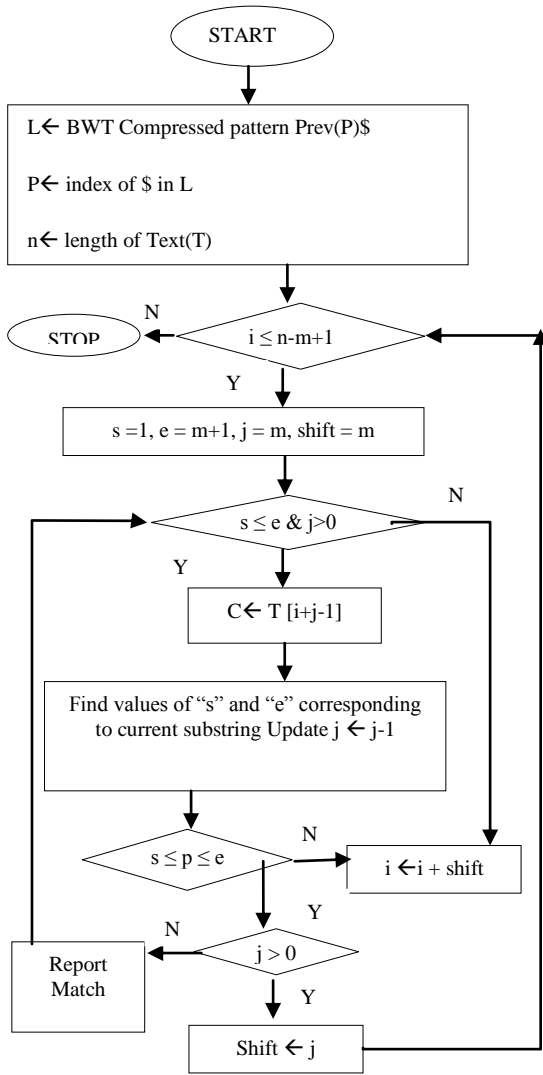 START
L← BWT Compressed pattern Prev(P)$
P← index of $ in L
n← length of Text(T)
N
STOP
i ≤ n-m+1
Y
s =1, e = m+1, j = m, shift = m
N
s ≤ e & j>0
Y
C← T [i+j-1]
Find values of “s” and “e” corresponding
to current substring Update j ← j-1
s ≤ p ≤ e
N
i ←i + shift
Y
N
j > 0
Report
Match
Y
Shift ← j